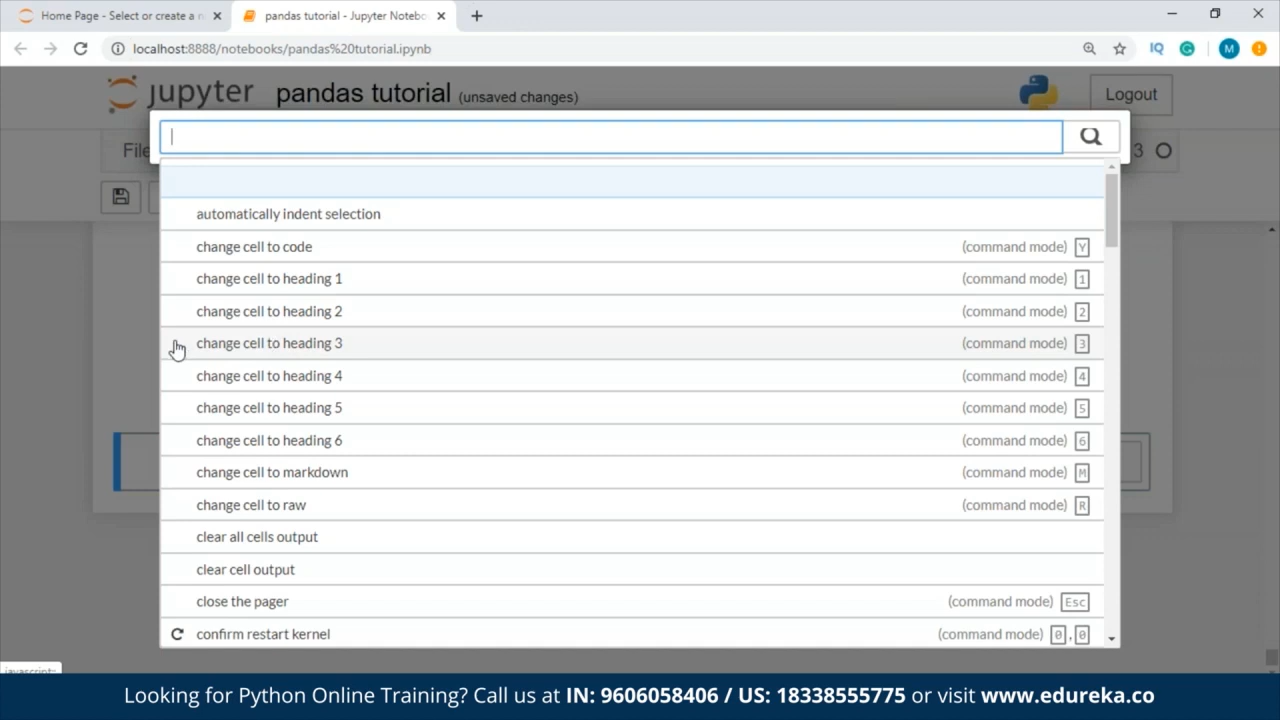 Home Page - Select or create a n
pandas tutorial - Jupyter Notebo
localhost:8888/notebooks/pandas%20tutorial.ipynb
IQ
M
jupyter pandas tutorial (unsaved changes)
Logout
File
3
automatically indent selection
change cell to code (command mode) Y
change cell to heading 1 (command mode) 1
change cell to heading 2 (command mode) 2
change cell to heading 3 (command mode) 3
change cell to heading 4 (command mode) 4
change cell to heading 5 (command mode) 5
change cell to heading 6 (command mode) 6
change cell to markdown (command mode) M
change cell to raw (command mode) R
clear all cells output
clear cell output
close the pager (command mode) Esc
confirm restart kernel (command mode) 0,0
Looking for Python Online Training? Call us at IN: 9606058406 / US: 18338555775 or visit www.edureka.co